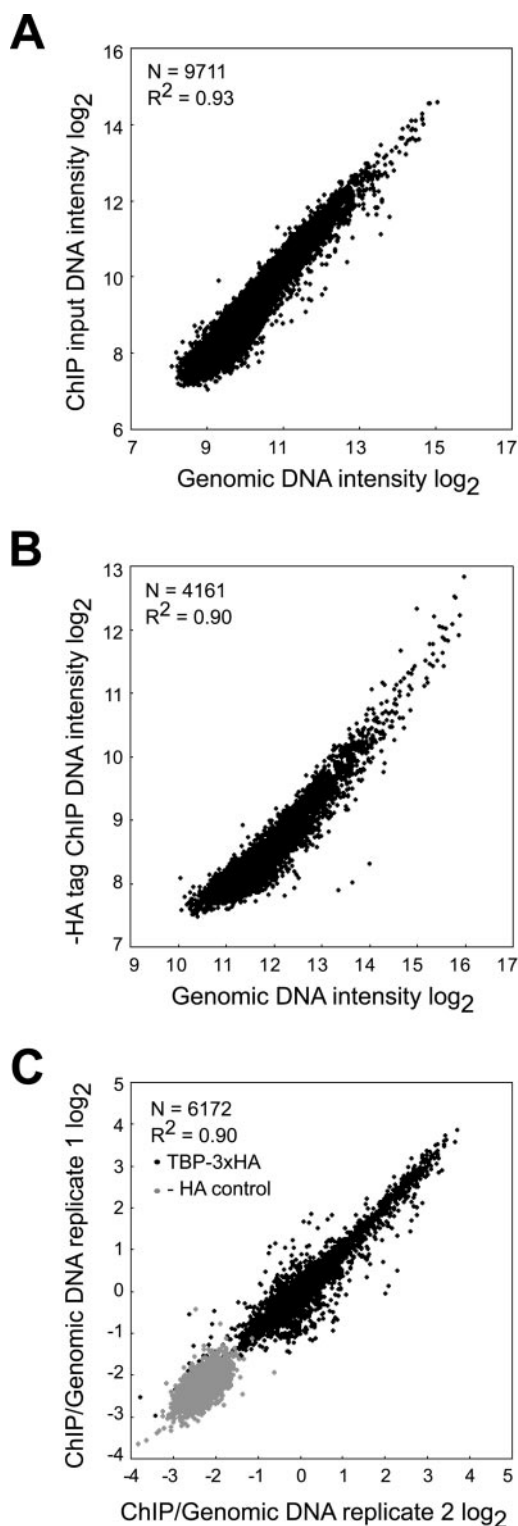 A
ChIP input DNA intensity log2
16
14
12
10
8
6
N = 9711
R2 = 0.93
7 9 11 13 15 17
Genomic DNA intensity log2
B
-HA tag ChIP DNA intensity log2
13
12
11
10
9
8
7
N = 4161
R2 = 0.90
9 10 11 12 13 14 15 16 17
Genomic DNA intensity log2
C
ChIP/Genomic DNA replicate 1 log2
5
4
3
2
1
0
-1
-2
-3
-4
N = 6172
R2 = 0.90
TBP-3xHA
- HA control
-4 -3 -2 -1 0 1 2 3 4 5
ChIP/Genomic DNA replicate 2 log2